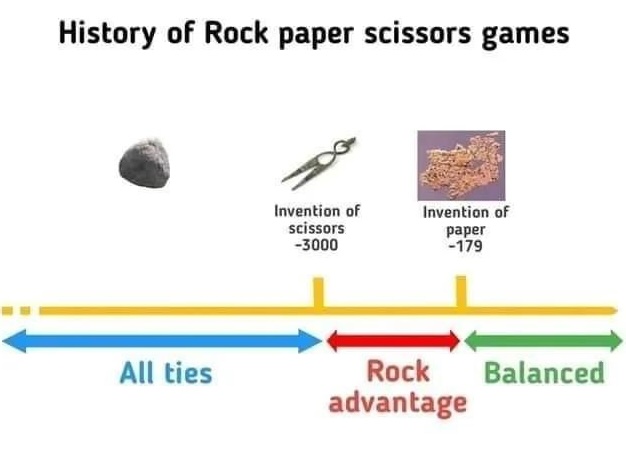 History of Rock paper scissors games
Invention of
scissors
-3000
Invention of
paper
-179
All ties
Rock
advantage
Balanced